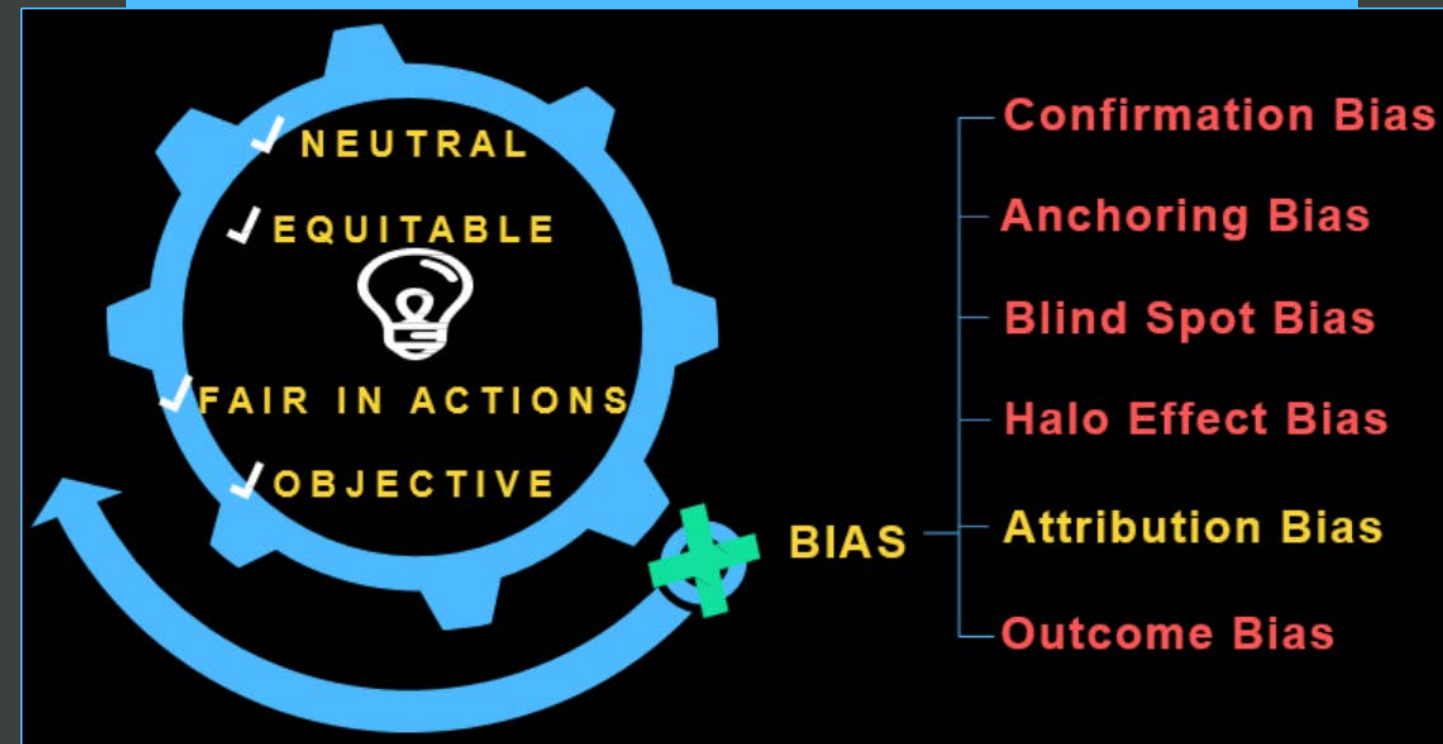 NEUTRAL
EQUITABLE
FAIR IN ACTIONS
OBJECTIVE
BIAS
Confirmation Bias
Anchoring Bias
Blind Spot Bias
Halo Effect Bias
Attribution Bias
Outcome Bias